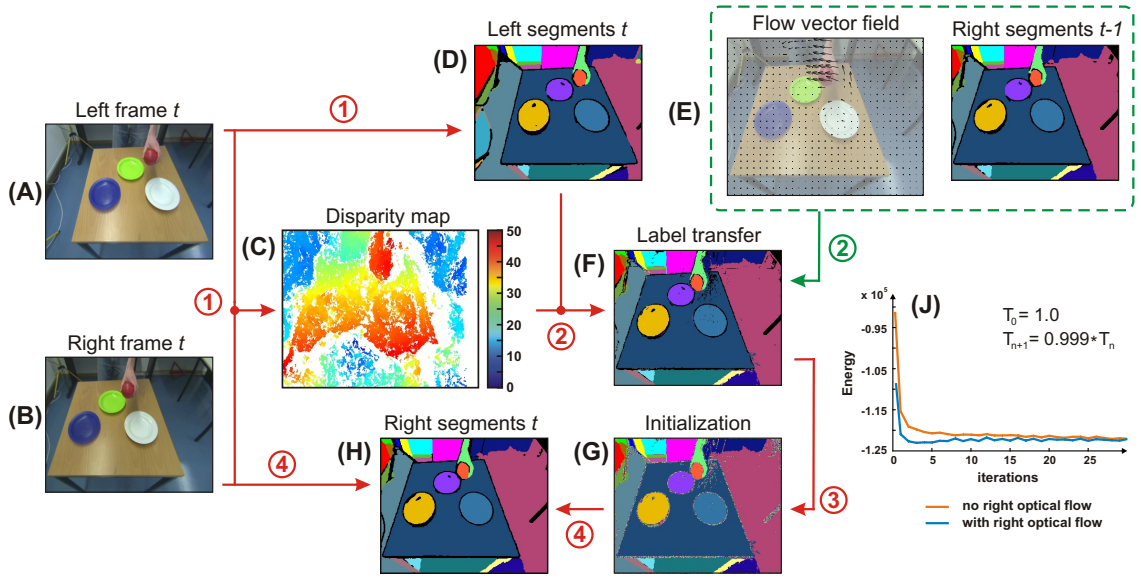 Left segments t
Flow vector field
Right segments t-1
(D)
(E)
Left frame t
1
(A)
Disparity map
(C)
50
40
30
20
10
0
1
2
Label transfer
(F)
2
Right frame t
(B)
x 10⁵
(J)
T₀ = 1.0
Tₙ₊₁ = 0.999* Tₙ
-0.95
-1.05
-1.15
-1.25
Energy
0
5
10
15
20
25
iterations
no right optical flow
with right optical flow
Right segments t
(H)
4
Initialization
(G)
4
3